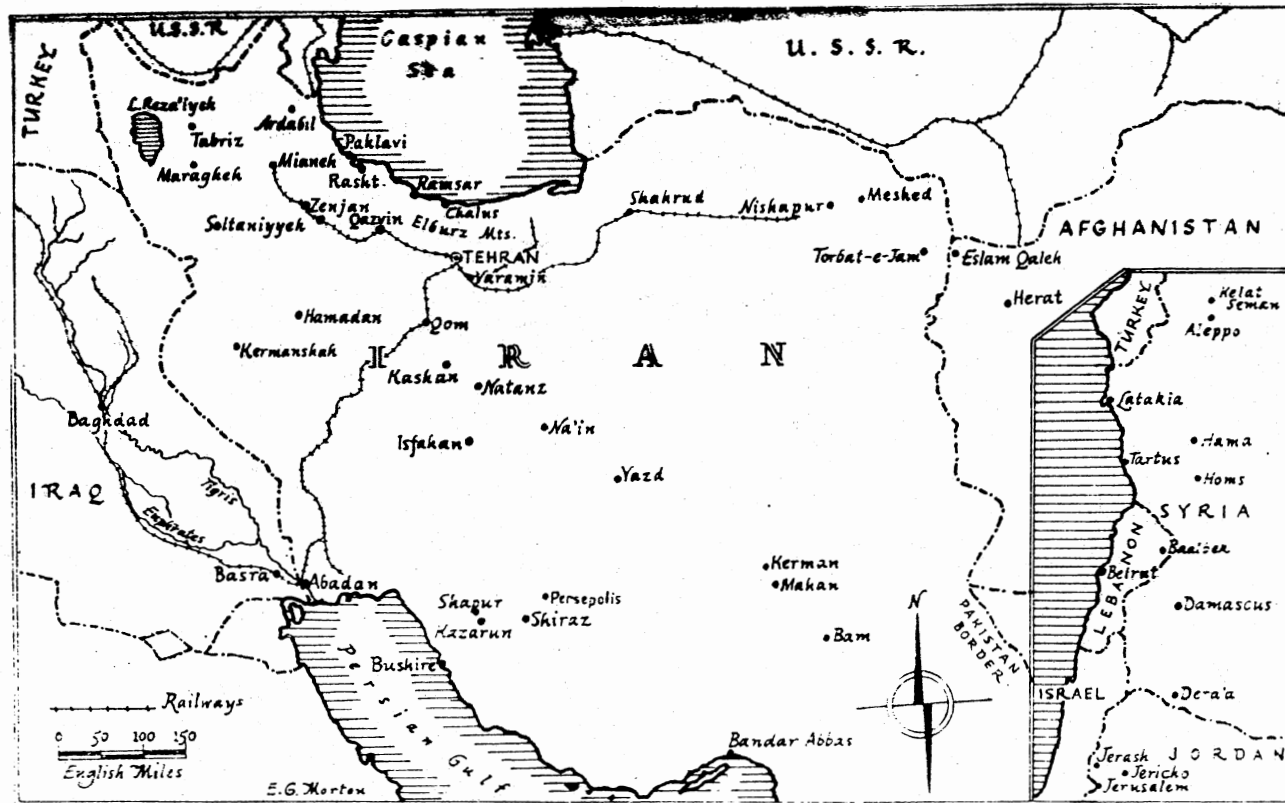 U.S.S.R.
Caspian
Sea
U. S. S. R.
TURKEY
L. Reza'iyeh
Tabriz
Ardabil
Maragheh
Mianeh
Paklavi
Rasht
Ramsar
Chalus
Elburz Mts.
Zenjan
Soltaniyyeh
Qazvin
TEHRAN
Varamin
Shahrud
Nishapur
Meshed
AFGHANISTAN
Torbat-e-Jam
Eslam Qaleh
Herat
Hamadan
Qom
Kermanshah
IRAN
Kashan
Natanz
Baghdad
Isfahan
Na'in
Yazd
IRAQ
Tigris
Euphrates
Basra
Abadan
Kerman
Mahan
Shapur
Kazarun
Persepolis
Shiraz
Bam
Bushire
Persian Gulf
Bandar Abbas
PAKISTAN
BORDER
N
Railways
0 50 100 150
English Miles
E.G. Morton
TURKEY
Kelat
Seman
Aleppo
Latakia
Hama
Tartus
Homs
SYRIA
LEBANON
Baalbek
Beirut
Damascus
ISRAEL
De-a'a
Jerash
JORDAN
Jericho
Jerusalem